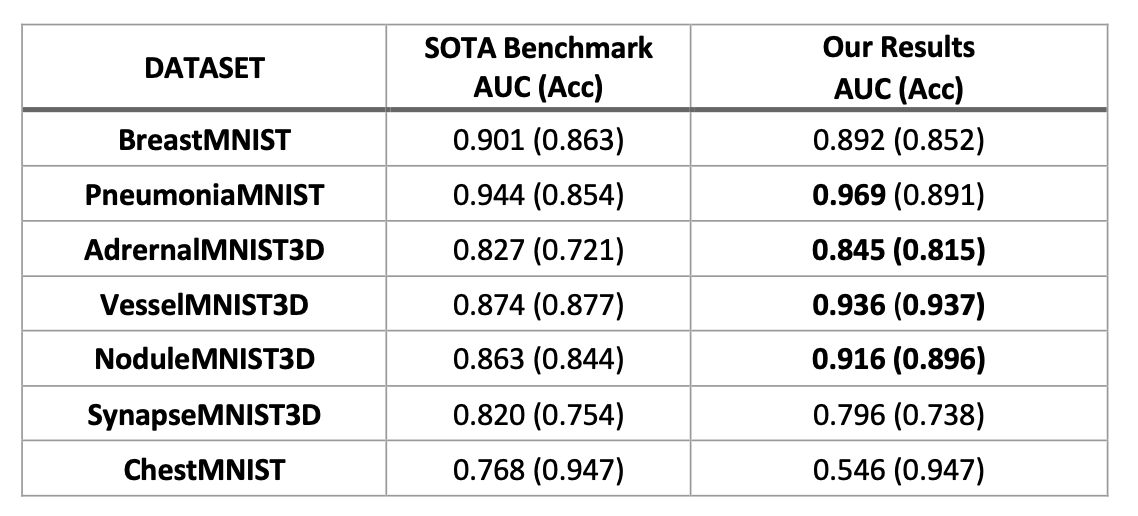 DATASET SOTA Benchmark AUC (Acc) Our Results AUC (Acc)
BreastMNIST 0.901 (0.863) 0.892 (0.852)
PneumoniaMNIST 0.944 (0.854) 0.969 (0.891)
AdrernalMNIST3D 0.827 (0.721) 0.845 (0.815)
VesselMNIST3D 0.874 (0.877) 0.936 (0.937)
NoduleMNIST3D 0.863 (0.844) 0.916 (0.896)
SynapseMNIST3D 0.820 (0.754) 0.796 (0.738)
ChestMNIST 0.768 (0.947) 0.546 (0.947)